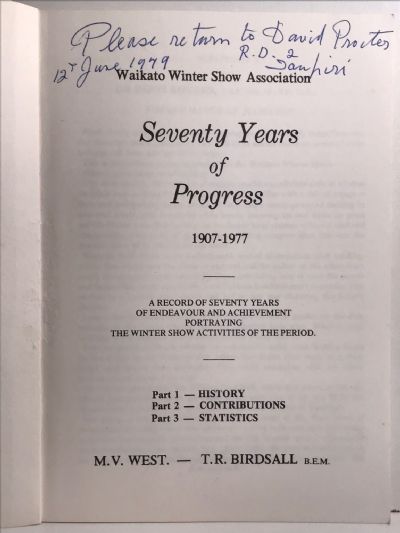 Please return to David Procter
R.D. 2
12th June 1979 Taupiri
Waikato Winter Show Association
Seventy Years
of
Progress
1907-1977
A RECORD OF SEVENTY YEARS
OF ENDEAVOUR AND ACHIEVEMENT
PORTRAYING
THE WINTER SHOW ACTIVITIES OF THE PERIOD.
Part 1 — HISTORY
Part 2 — CONTRIBUTIONS
Part 3 — STATISTICS
M.V. WEST. — T.R. BIRDSALL B.E.M.